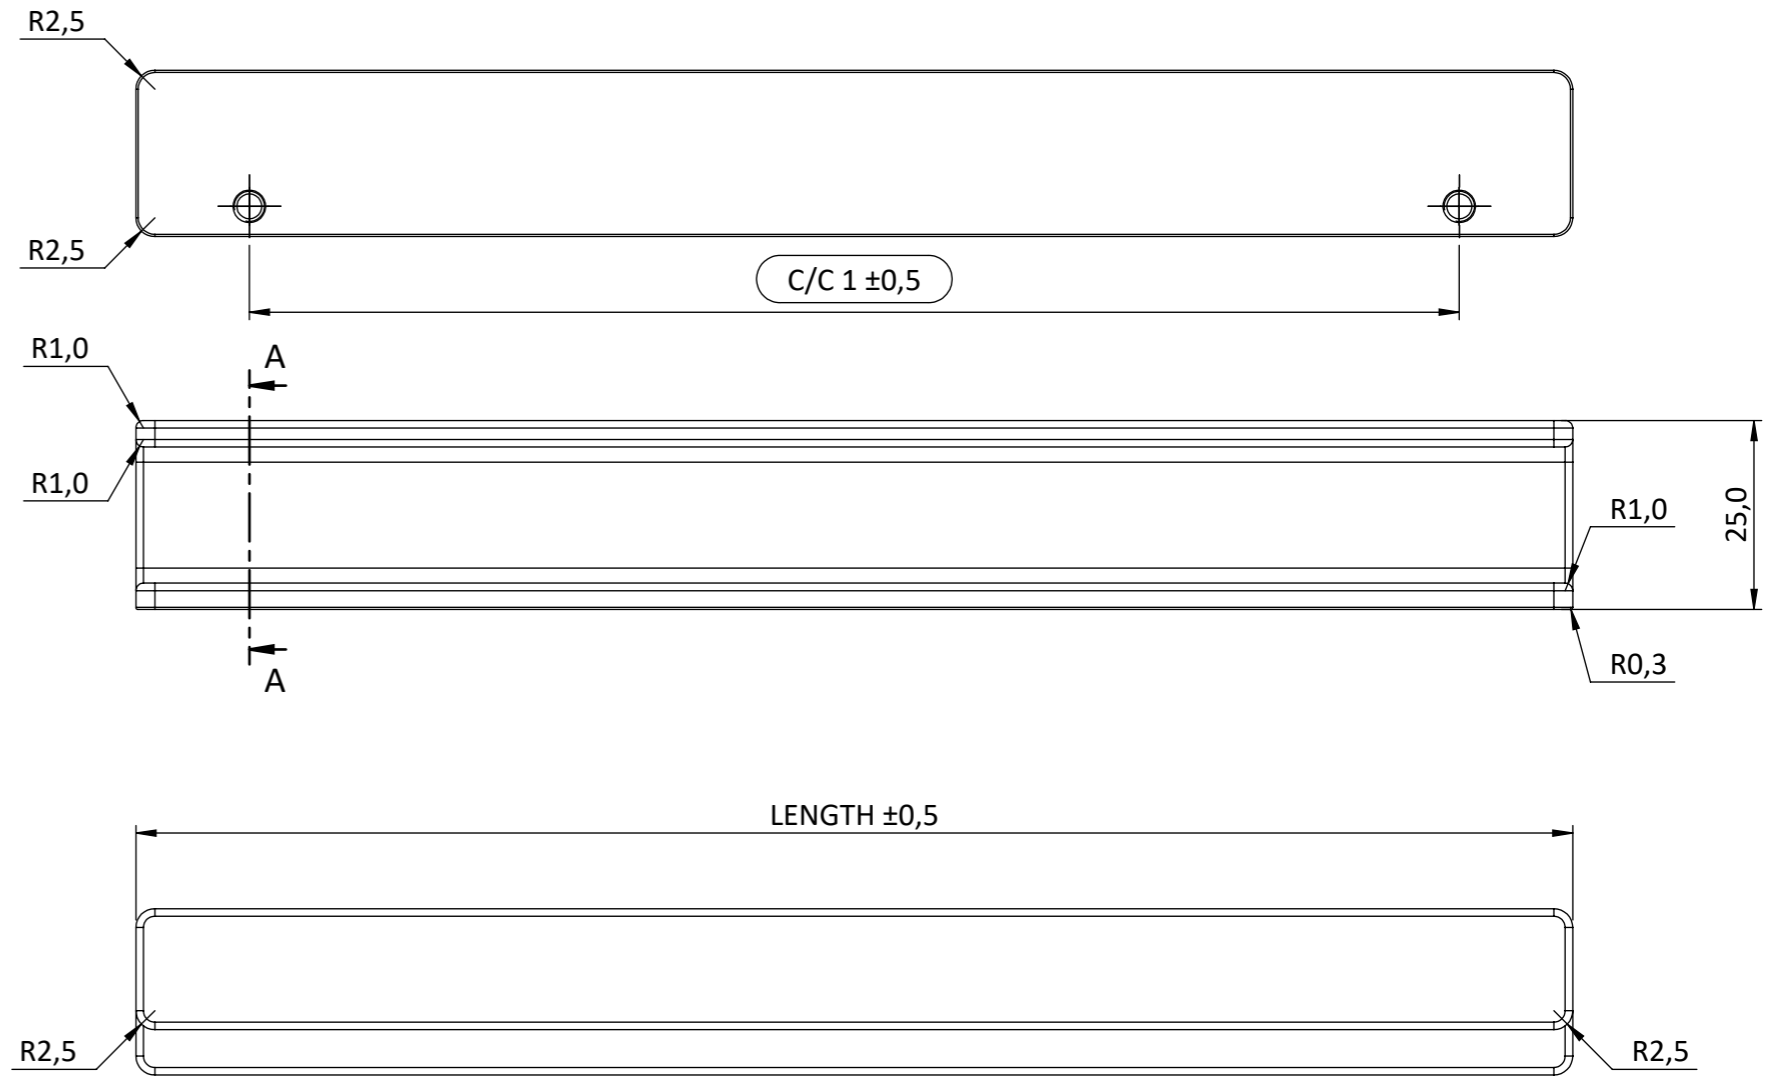 R2,5
R2,5
C/C 1 ±0,5
R1,0
A
R1,0
R1,0
25,0
A
R0,3
LENGTH ±0,5
R2,5
R2,5